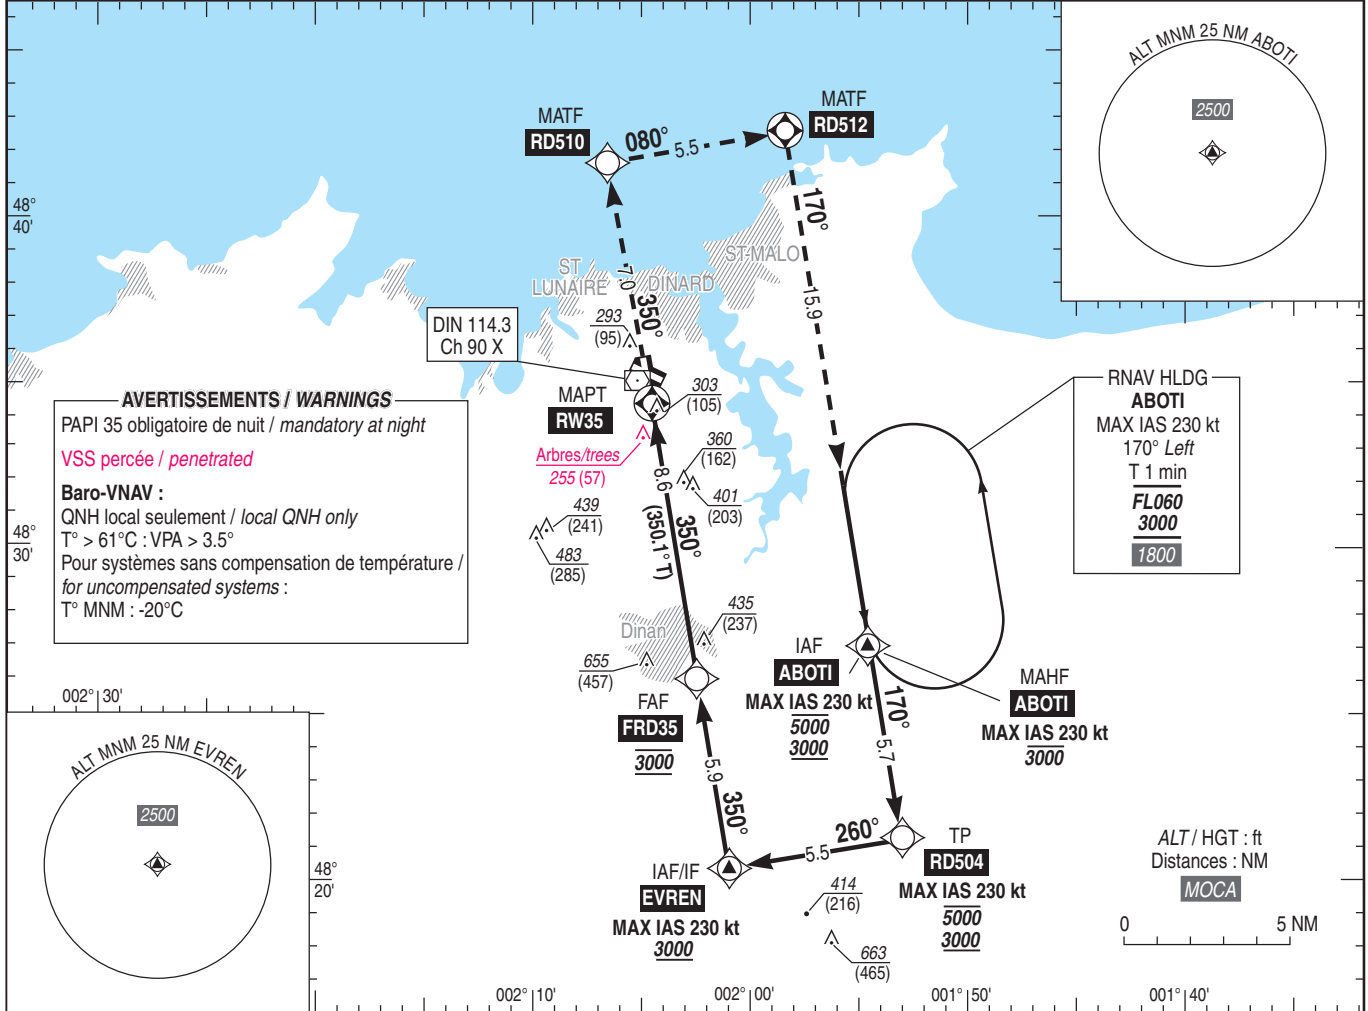 ALT MNM 25 NM ABOTI
2500
MATF
RD512
MATF
RD510
080°
5.5
170°
48°
40'
ST-MALO
ST
LUNAIRE
DINARD
7.0
350°
15.9
293
(95)
DIN 114.3
Ch 90 X
MAPT
RW35
303
(105)
RNAV HLDG
ABOTI
MAX IAS 230 kt
170° Left
T 1 min
FL060
3000
1800
AVERTISSEMENTS / WARNINGS
PAPI 35 obligatoire de nuit / mandatory at night
VSS percée / penetrated
Baro-VNAV :
QNH local seulement / local QNH only
T° > 61°C : VPA > 3.5°
Pour systèmes sans compensation de température /
for uncompensated systems :
T° MNM : -20°C
Arbres/trees
255 (57)
360
(162)
8.6
401
(203)
439
(241)
483
(285)
350°
(350.1° T)
48°
30'
435
(237)
Dinan
655
(457)
FAF
FRD35
3000
IAF
ABOTI
MAX IAS 230 kt
5000
3000
MAHF
ABOTI
MAX IAS 230 kt
3000
170°
5.7
002° 30'
ALT MNM 25 NM EVREN
2500
5.9
350°
260°
5.5
TP
RD504
MAX IAS 230 kt
5000
3000
IAF/IF
EVREN
MAX IAS 230 kt
3000
48°
20'
414
(216)
663
(465)
ALT / HGT : ft
Distances : NM
MOCA
0
5 NM
002° 10'
002° 00'
001° 50'
001° 40'